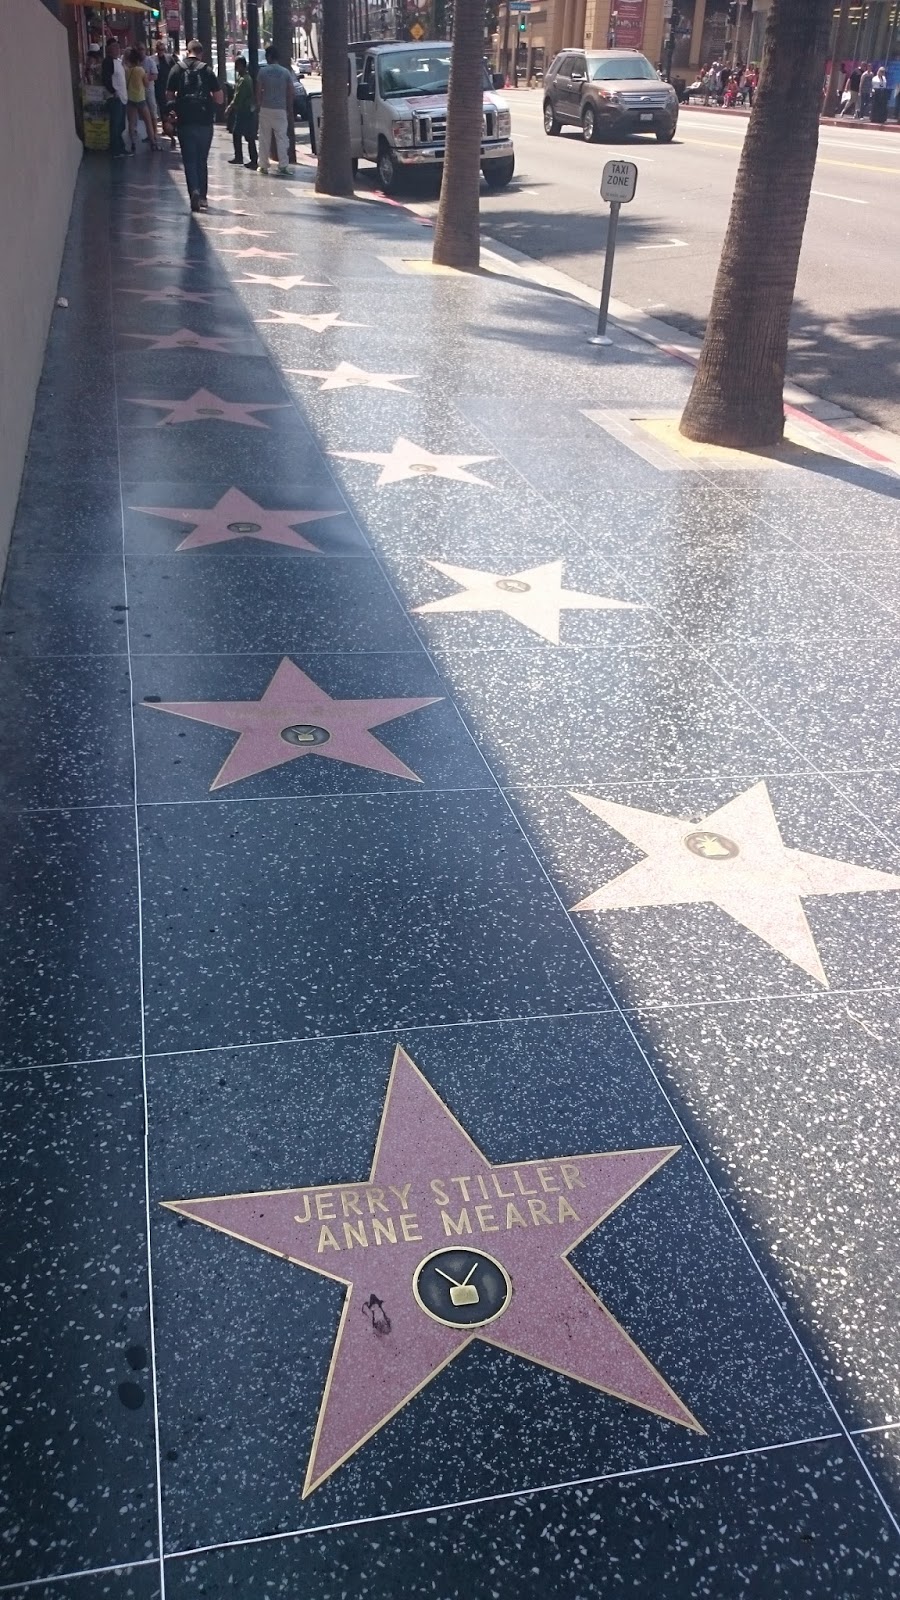 TAXI
ZONE
JERRY STILLER
ANNE MEARA